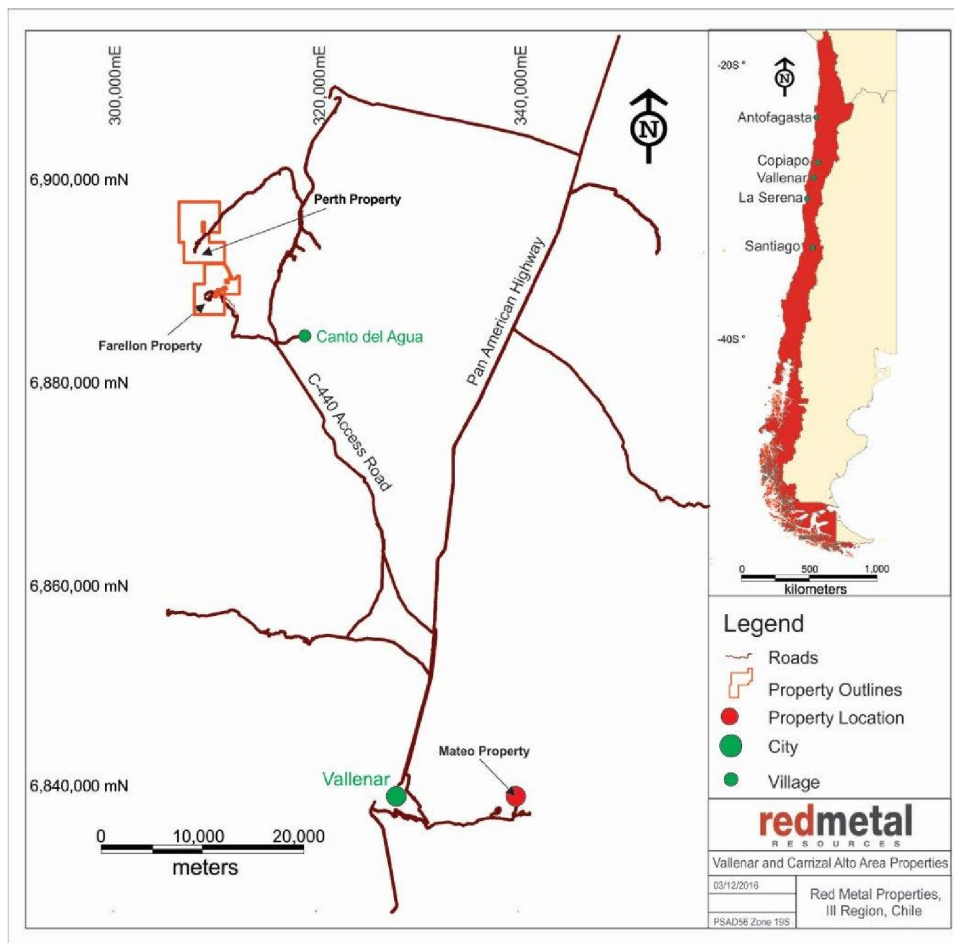 300,000mE
320,000mE
340,000mE
6,900,000 mN
6,880,000 mN
6,860,000 mN
6,840,000 mN
N
Perth Property
Farellon Property
Canto del Agua
C-440 Access Road
Pan American Highway
Vallenar
Mateo Property
0 10,000 20,000
meters
-20S
N
Antofagasta
Copiapo
Vallenar
La Serena
Santiago
-40S
0 500 1,000
kilometers
Legend
Roads
Property Outlines
Property Location
City
Village
redmetal
RESOURCES
Vallenar and Carrizal Alto Area Properties
03/12/2016
Red Metal Properties,
III Region, Chile
PSAD56 Zone 19S